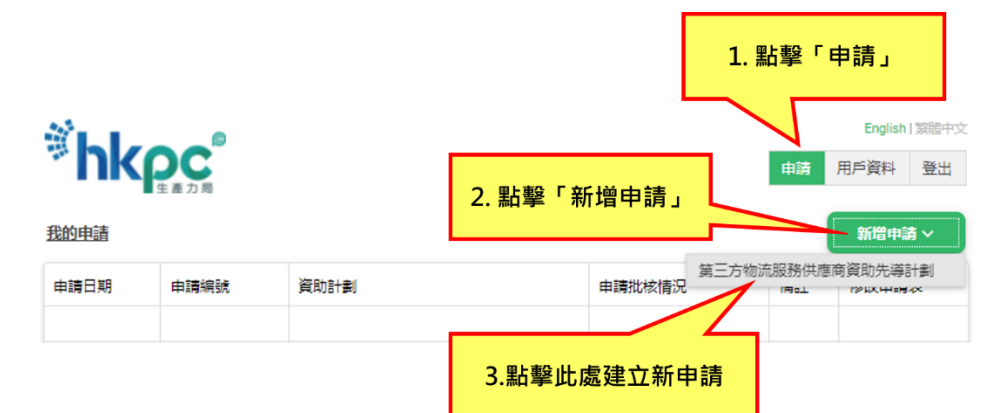 1. 點擊「申請」
English | 繁體中文
hkpc
生產力局
申請 用戶資料 登出
2. 點擊「新增申請」
我的申請
新增申請
第三方物流服務供應商資助先導計劃
申請日期 申請編號 資助計劃 申請批核情況 備註 修改申請表
3.點擊此處建立新申請